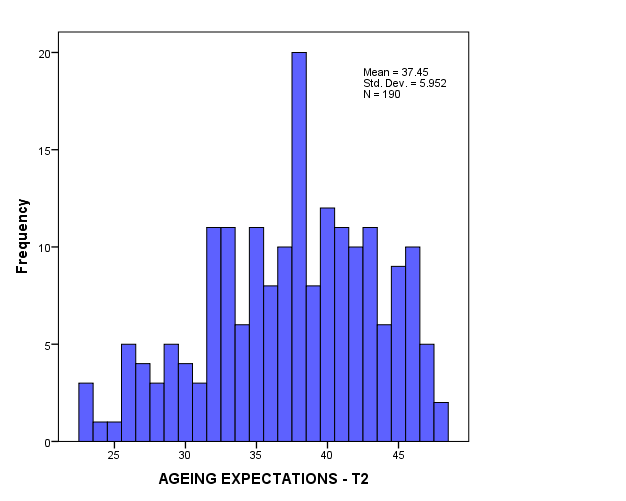 Mean = 37.45
Std. Dev. = 5.952
N = 190
Frequency
20
15
10
5
0
25 30 35 40 45
AGEING EXPECTATIONS - T2